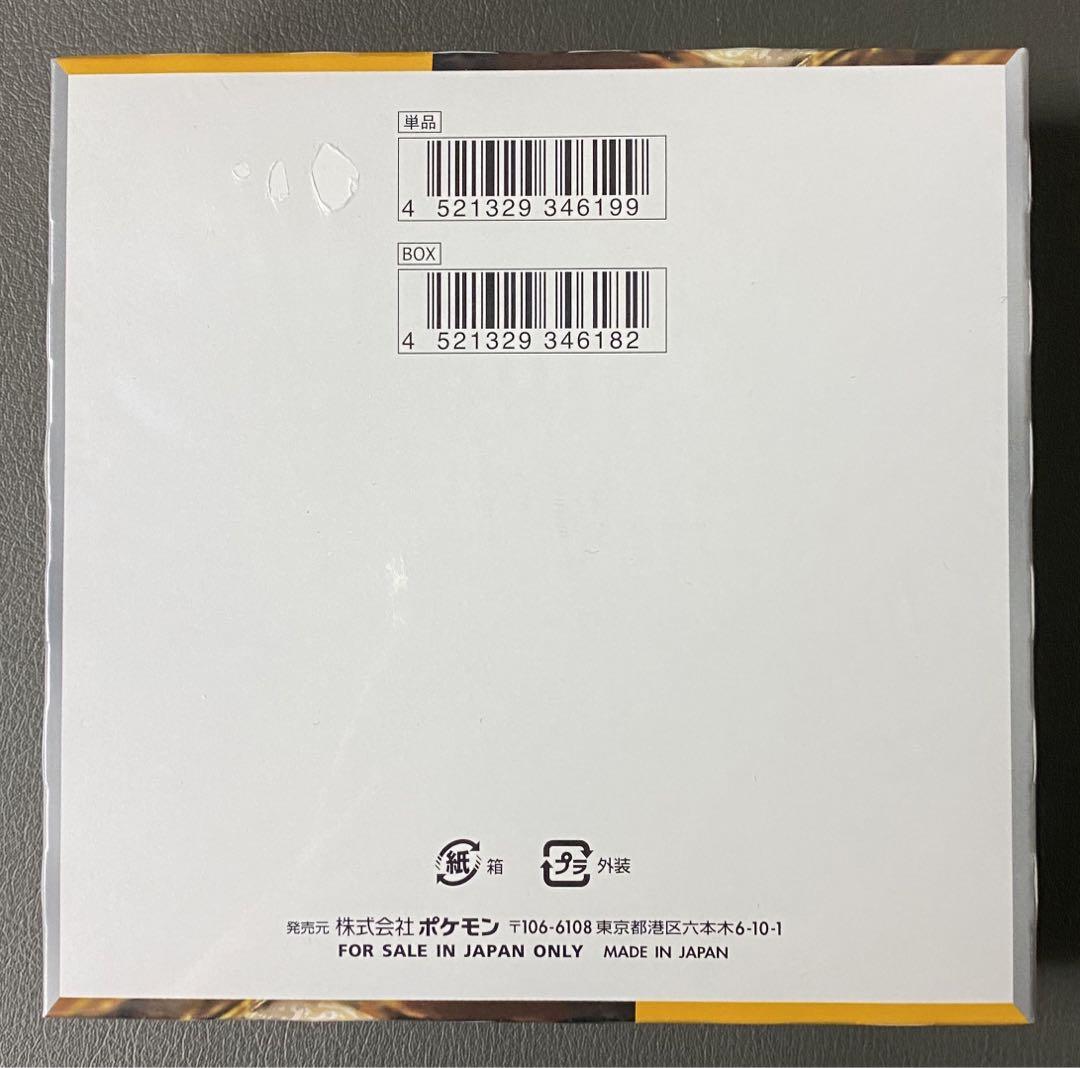 単品
4 521329 346199
BOX
4 521329 346182
紙 箱 プラ 外装
発売元 株式会社 ポケモン 〒106-6108 東京都港区六本木6-10-1
FOR SALE IN JAPAN ONLY MADE IN JAPAN